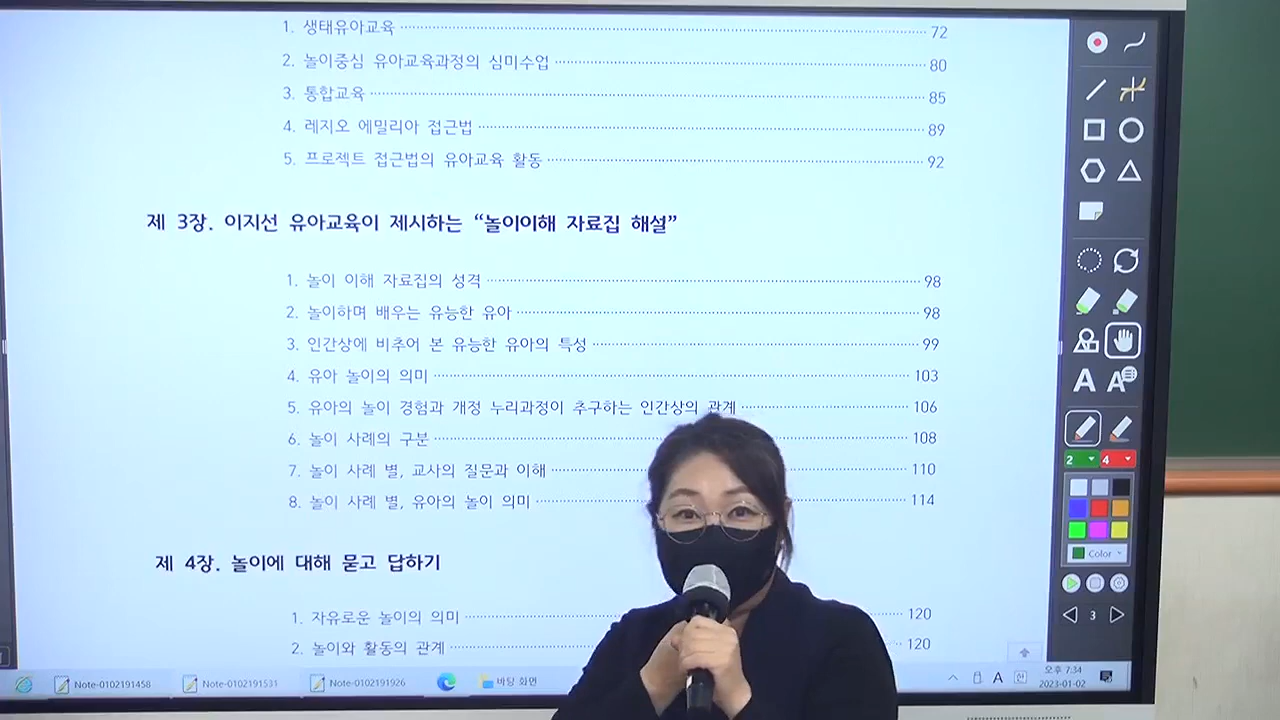 1. 생태유아교육 72
2. 놀이중심 유아교육과정의 심미수업 80
3. 통합교육 85
4. 레지오 에밀리아 접근법 89
5. 프로젝트 접근법의 유아교육 활동 92
제 3장. 이지선 유아교육이 제시하는 “놀이이해 자료집 해설”
1. 놀이 이해 자료집의 성격 98
2. 놀이하며 배우는 유능한 유아 98
3. 인간상에 비추어 본 유능한 유아의 특성 99
4. 유아 놀이의 의미 103
5. 유아의 놀이 경험과 개정 누리과정이 추구하는 인간상의 관계 106
6. 놀이 사례의 구분 108
7. 놀이 사례 별, 교사의 질문과 이해 110
8. 놀이 사례 별, 유아의 놀이 의미 114
제 4장. 놀이에 대해 묻고 답하기
1. 자유로운 놀이의 의미 120
2. 놀이와 활동의 관계 120
A A
2 4
Color
3
Note-0102191458 Note-0102191531 Note-0102191926 바탕 화면 A 오후 7:34
2023-01-02